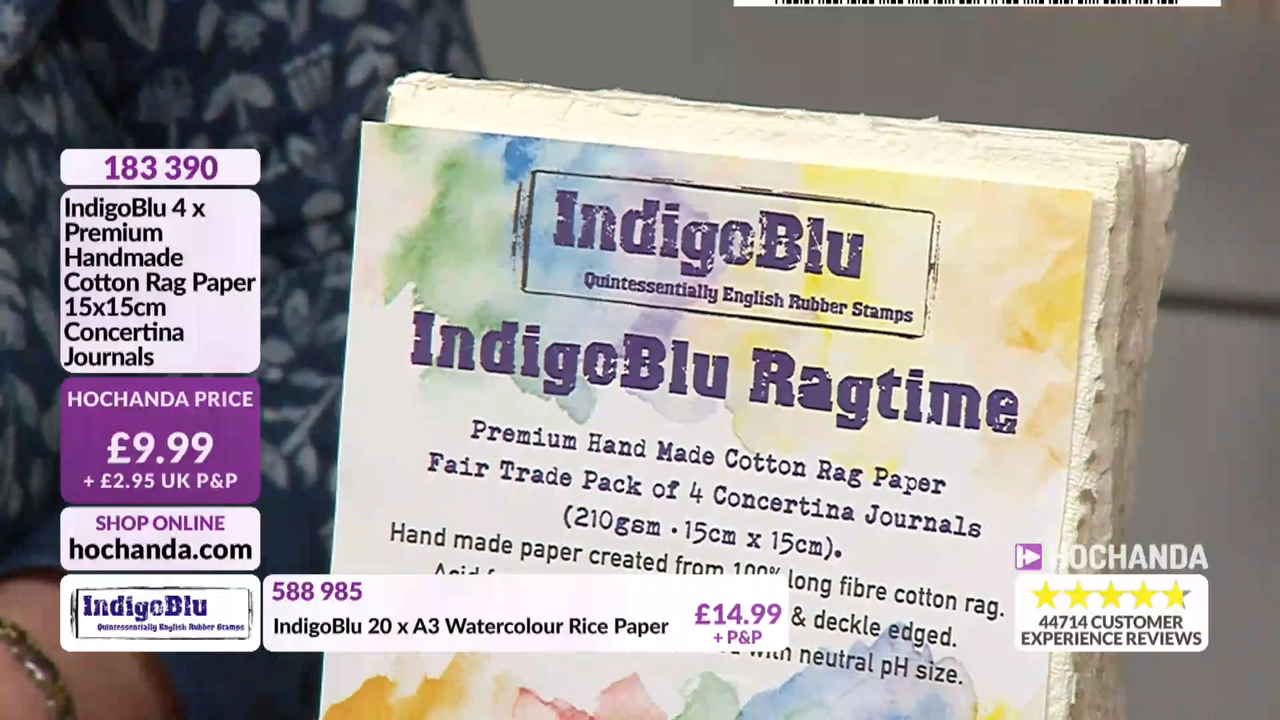 183 390
IndigoBlu 4 x
Premium
Handmade
Cotton Rag Paper
15x15cm
Concertina
Journals
HOCHANDA PRICE
£9.99
+ £2.95 UK P&P
SHOP ONLINE
hochanda.com
IndigoBlu
Quintessentially English Rubber Stamps
588 985
IndigoBlu 20 x A3 Watercolour Rice Paper
£14.99
+ P&P
IndigoBlu
Quintessentially English Rubber Stamps
IndigoBlu Ragtime
Premium Hand Made Cotton Rag Paper
Fair Trade Pack of 4 Concertina Journals
(210gsm · 15cm x 15cm).
Hand made paper created from 100% long fibre cotton rag.
& deckle edged.
with neutral pH size.
HOCHANDA
44714 CUSTOMER
EXPERIENCE REVIEWS